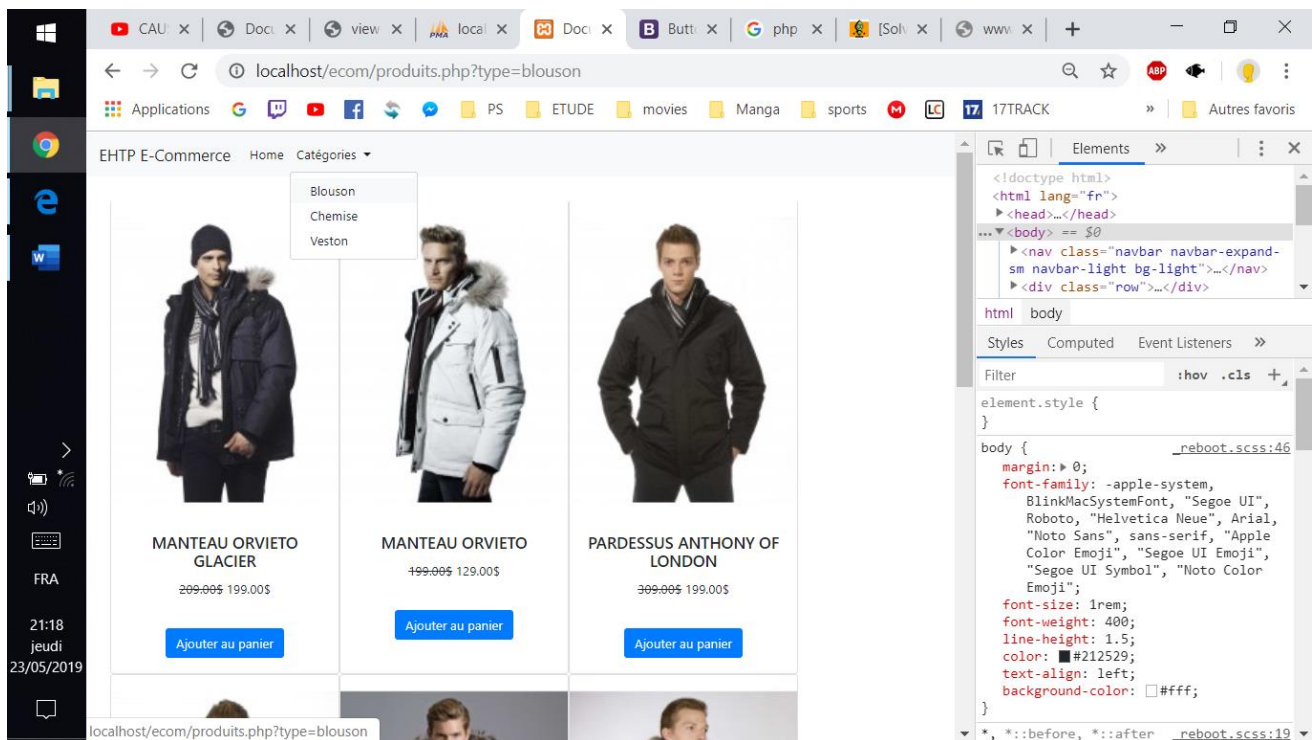 CAU
Docu
view
local
Docu
Butt
php
[Solv
www
localhost/ecom/produits.php?type=blouson
ABP
Applications
PS
ETUDE
movies
Manga
sports
LC
17
17TRACK
»
Autres favoris
EHTP E-Commerce Home Catégories
Blouson
Chemise
Veston
MANTEAU ORVIETO
GLACIER
209.00$ 199.00$
Ajouter au panier
MANTEAU ORVIETO
199.00$ 129.00$
Ajouter au panier
PARDESSUS ANTHONY OF
LONDON
309.00$ 199.00$
Ajouter au panier
localhost/ecom/produits.php?type=blouson
Elements »
<!doctype html>
<html lang="fr">
<head>…</head>
...▼<body> == $0
<nav class="navbar navbar-expand-
sm navbar-light bg-light">…</nav>
<div class="row">…</div>
html body
Styles Computed Event Listeners »
Filter :hov .cls +
element.style {
}
body { _reboot.scss:46
margin:▶ 0;
font-family: -apple-system,
BlinkMacSystemFont, "Segoe UI",
Roboto, "Helvetica Neue", Arial,
"Noto Sans", sans-serif, "Apple
Color Emoji", "Segoe UI Emoji",
"Segoe UI Symbol", "Noto Color
Emoji";
font-size: 1rem;
font-weight: 400;
line-height: 1.5;
color: #212529;
text-align: left;
background-color: #fff;
}
*, *::before, *::after _reboot.scss:19
FRA
21:18
jeudi
23/05/2019